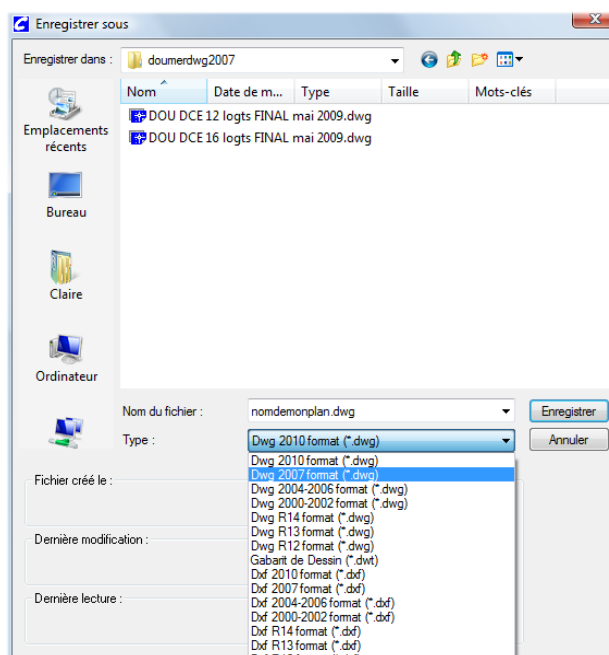 Enregistrer sous
Enregistrer dans :
doumerdwg2007
Nom Date de m... Type Taille Mots-clés
DOU DCE 12 logts FINAL mai 2009.dwg
DOU DCE 16 logts FINAL mai 2009.dwg
Emplacements
récents
Bureau
Claire
Ordinateur
Nom du fichier : nomdemonplan.dwg Enregistrer
Type : Dwg 2010 format (*.dwg) Annuler
Dwg 2010 format (*.dwg)
Dwg 2007 format (*.dwg)
Dwg 2004-2006 format (*.dwg)
Dwg 2000-2002 format (*.dwg)
Dwg R14 format (*.dwg)
Dwg R13 format (*.dwg)
Dwg R12 format (*.dwg)
Gabarit de Dessin (*.dwt)
Dxf 2010 format (*.dxf)
Dxf 2007 format (*.dxf)
Dxf 2004-2006 format (*.dxf)
Dxf 2000-2002 format (*.dxf)
Dxf R14 format (*.dxf)
Dxf R13 format (*.dxf)
Fichier créé le :
Dernière modification :
Dernière lecture :